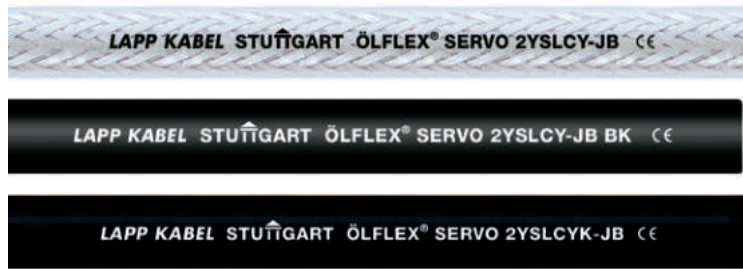 LAPP KABEL STUTTGART ÖLFLEX® SERVO 2YSLCY-JB CE
LAPP KABEL STUTTGART ÖLFLEX® SERVO 2YSLCY-JB BK CE
LAPP KABEL STUTTGART ÖLFLEX® SERVO 2YSLCYK-JB CE